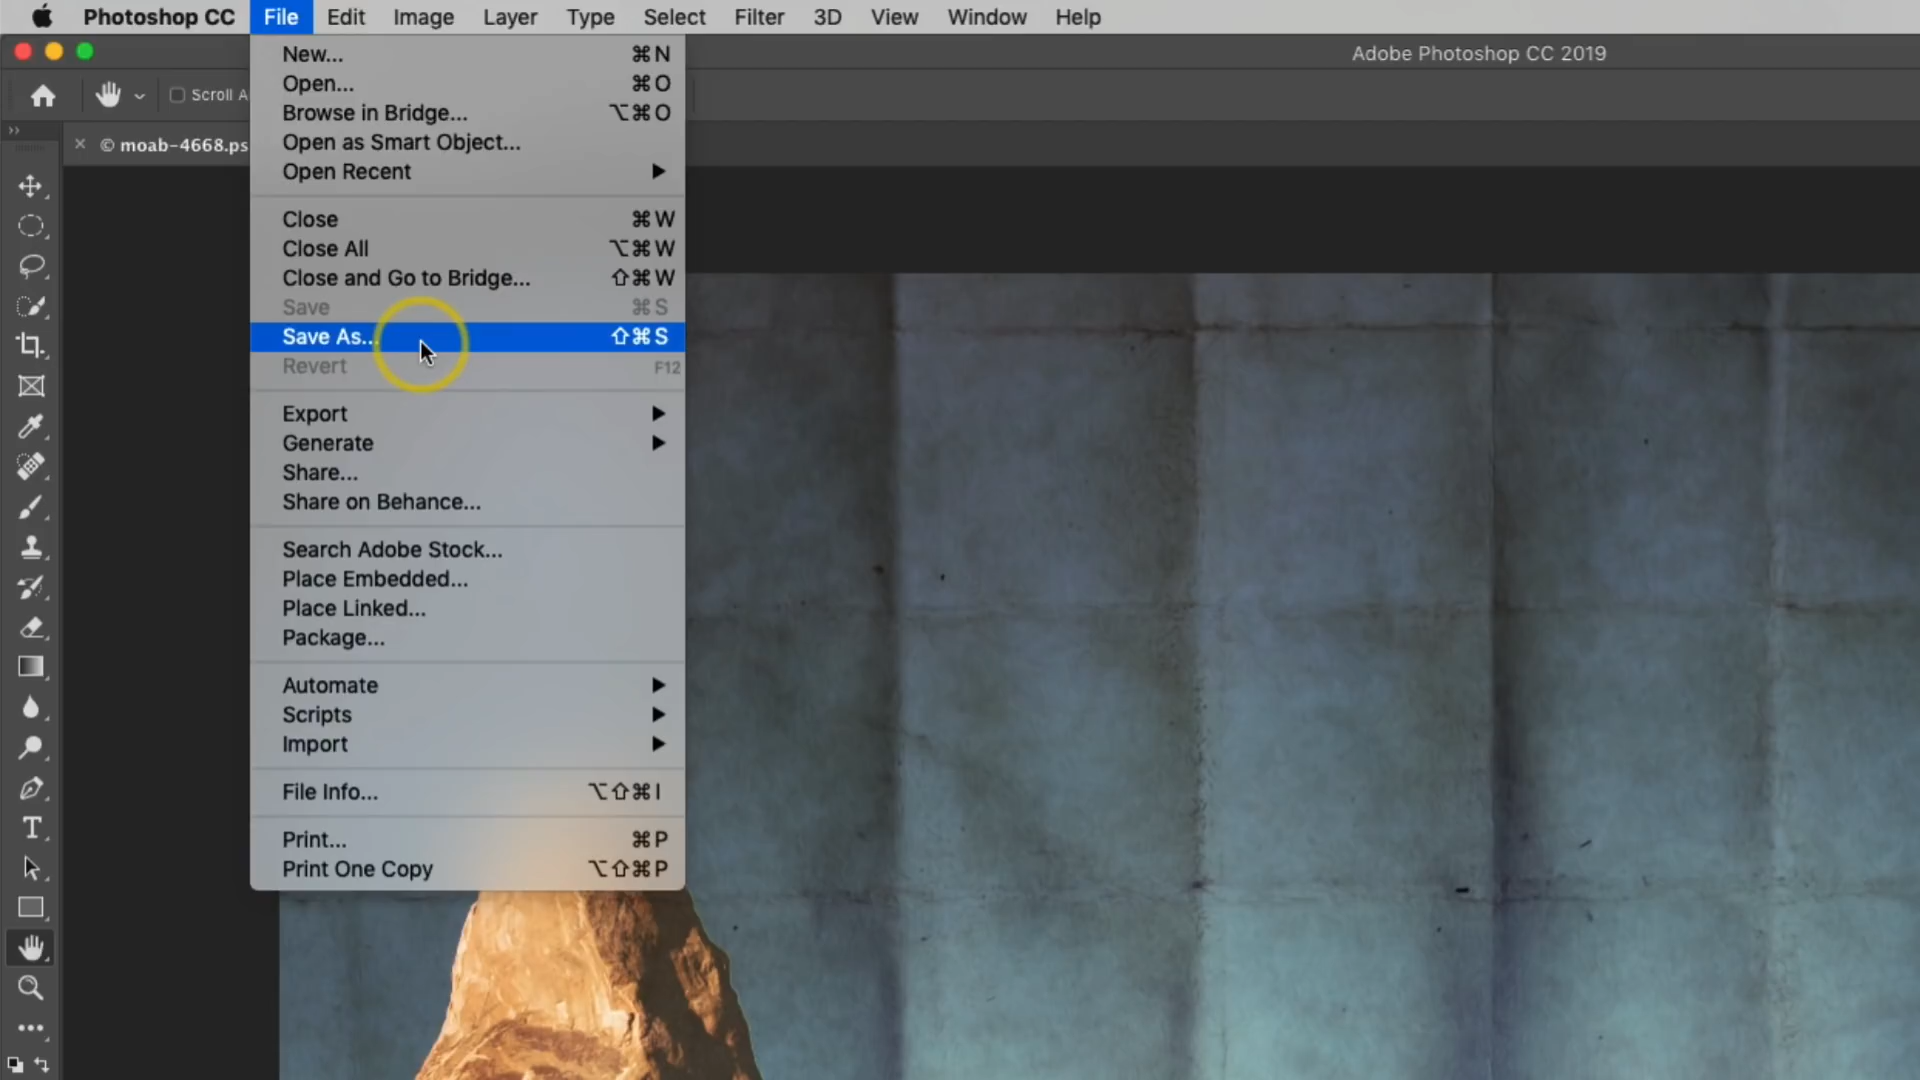 Photoshop CC File Edit Image Layer Type Select Filter 3D View Window Help
Adobe Photoshop CC 2019
Scroll A
× © moab-4668.ps
New... ⌘N
Open... ⌘O
Browse in Bridge... ⌥⌘O
Open as Smart Object...
Open Recent ▶
Close ⌘W
Close All ⌥⌘W
Close and Go to Bridge... ⇧⌘W
Save ⌘S
Save As... ⇧⌘S
Revert F12
Export ▶
Generate ▶
Share...
Share on Behance...
Search Adobe Stock...
Place Embedded...
Place Linked...
Package...
Automate ▶
Scripts ▶
Import ▶
File Info... ⌥⇧⌘I
Print... ⌘P
Print One Copy ⌥⇧⌘P